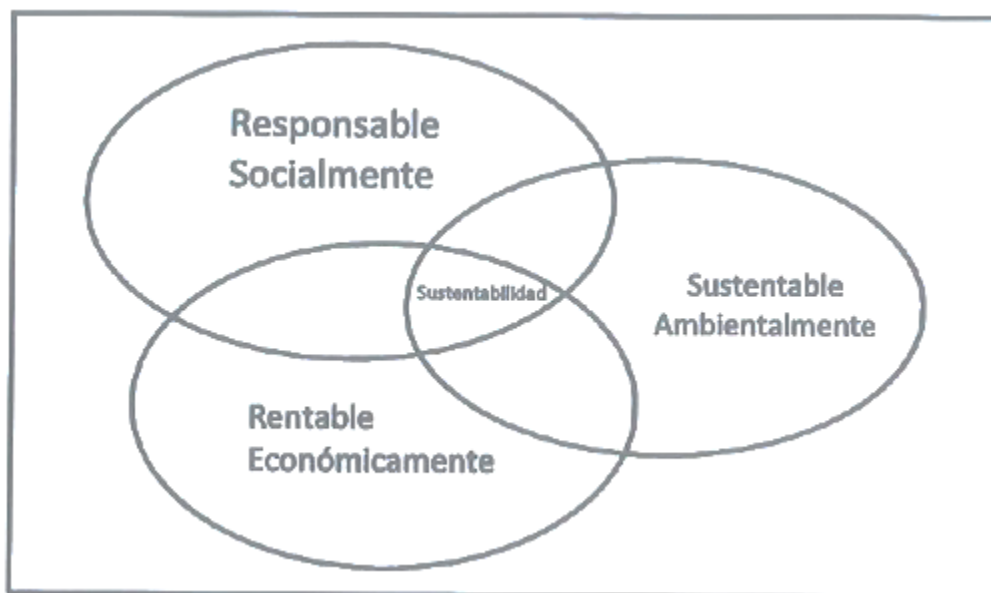 Responsable
Socialmente
Sustentabilidad
Sustentable
Ambientalmente
Rentable
Económicamente